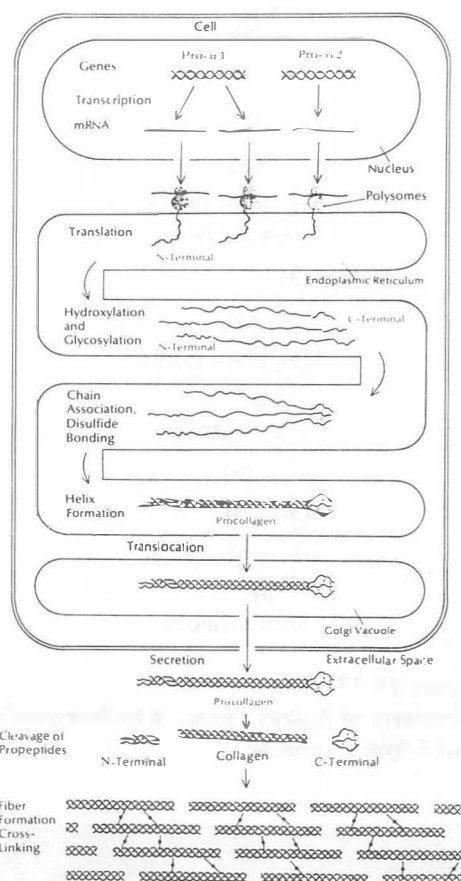 Cell
Pro-α1 Pro-α2
Genes
Transcription
mRNA
Nucleus
Polysomes
Translation
N-Terminal
Endoplasmic Reticulum
Hydroxylation
and
Glycosylation
C-Terminal
N-Terminal
Chain
Association,
Disulfide
Bonding
Helix
Formation
Procollagen
Translocation
Golgi Vacuole
Secretion
Extracellular Space
Procollagen
Cleavage of
Propeptides
N-Terminal
Collagen
C-Terminal
Fiber
Formation
Cross-
Linking